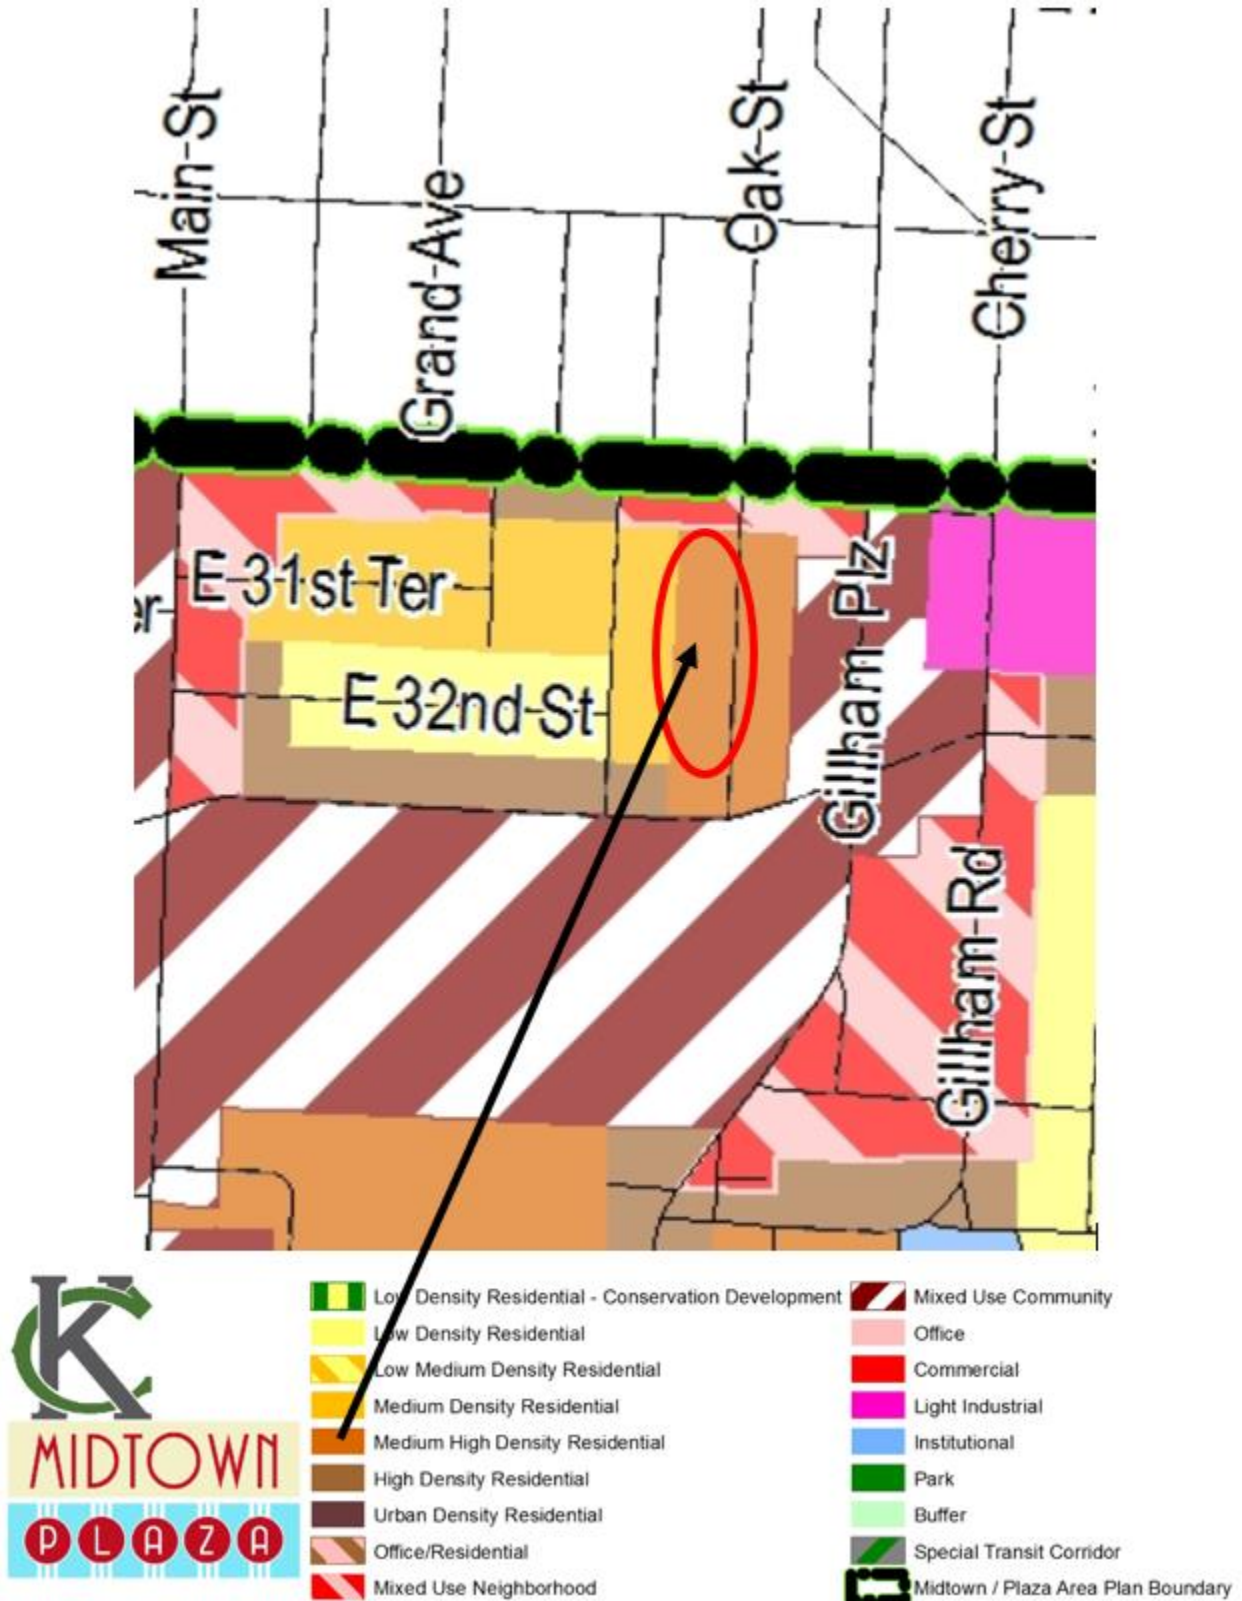 Main St
Grand Ave
Oak St
Cherry St
E 31st Ter
Gillham Plz
er
E 32nd St
Gillham Rd
KC
MIDTOWN
PLAZA
Low Density Residential - Conservation Development
Low Density Residential
Low Medium Density Residential
Medium Density Residential
Medium High Density Residential
High Density Residential
Urban Density Residential
Office/Residential
Mixed Use Neighborhood
Mixed Use Community
Office
Commercial
Light Industrial
Institutional
Park
Buffer
Special Transit Corridor
Midtown / Plaza Area Plan Boundary